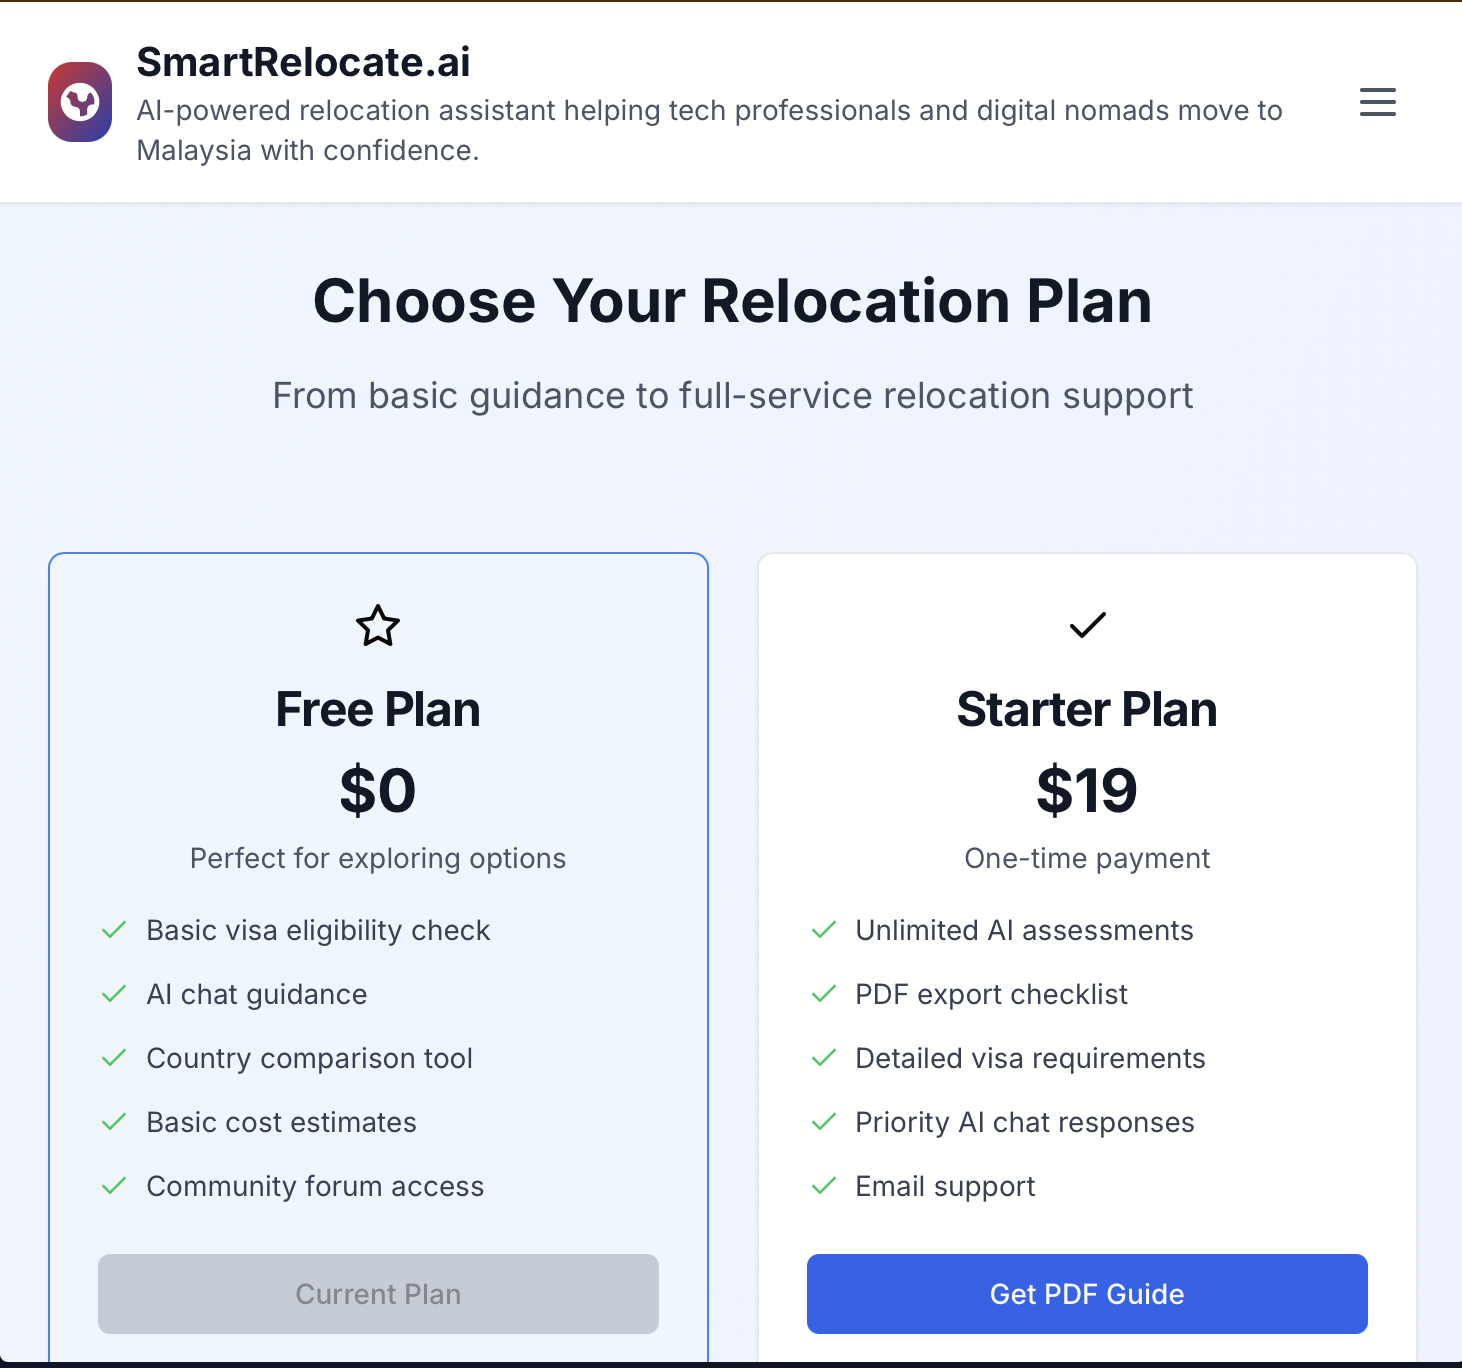 SmartRelocate.ai
AI-powered relocation assistant helping tech professionals and digital nomads move to
Malaysia with confidence.
Choose Your Relocation Plan
From basic guidance to full-service relocation support
Free Plan
$0
Perfect for exploring options
Basic visa eligibility check
AI chat guidance
Country comparison tool
Basic cost estimates
Community forum access
Current Plan
Starter Plan
$19
One-time payment
Unlimited AI assessments
PDF export checklist
Detailed visa requirements
Priority AI chat responses
Email support
Get PDF Guide